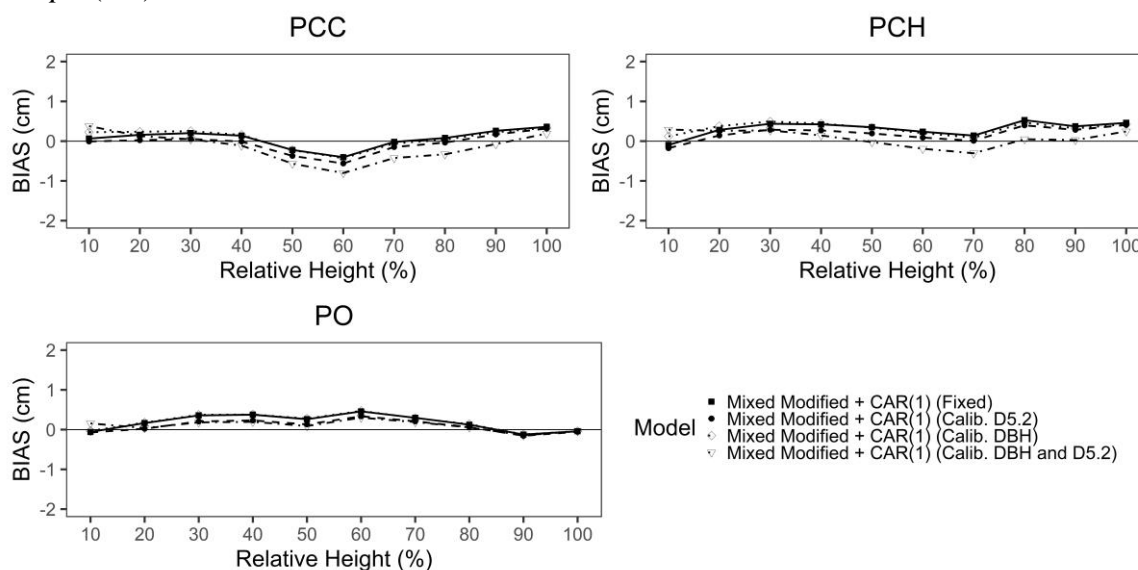 PCC
2
1
0
-1
-2
BIAS (cm)
10 20 30 40 50 60 70 80 90 100
Relative Height (%)
PCH
2
1
0
-1
-2
BIAS (cm)
10 20 30 40 50 60 70 80 90 100
Relative Height (%)
PO
2
1
0
-1
-2
BIAS (cm)
10 20 30 40 50 60 70 80 90 100
Relative Height (%)
Model
Mixed Modified + CAR(1) (Fixed)
Mixed Modified + CAR(1) (Calib. D5.2)
Mixed Modified + CAR(1) (Calib. DBH)
Mixed Modified + CAR(1) (Calib. DBH and D5.2)